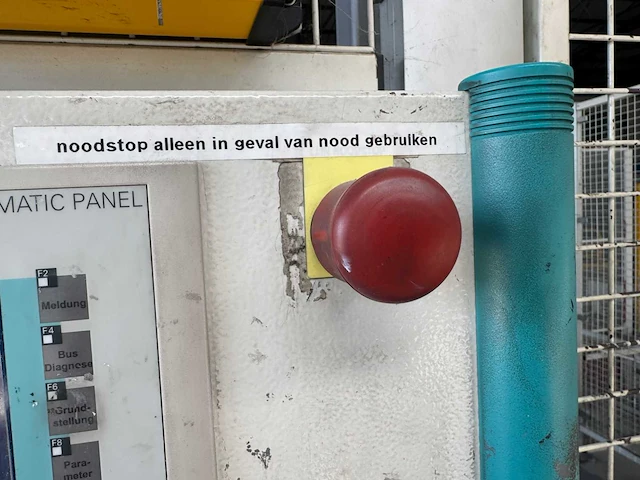 noodstop alleen in geval van nood gebruiken
MATIC PANEL
F2
Meldung
F4
Bus
Diagnose
F6
Grund-
stellung
F8
Para-
meter